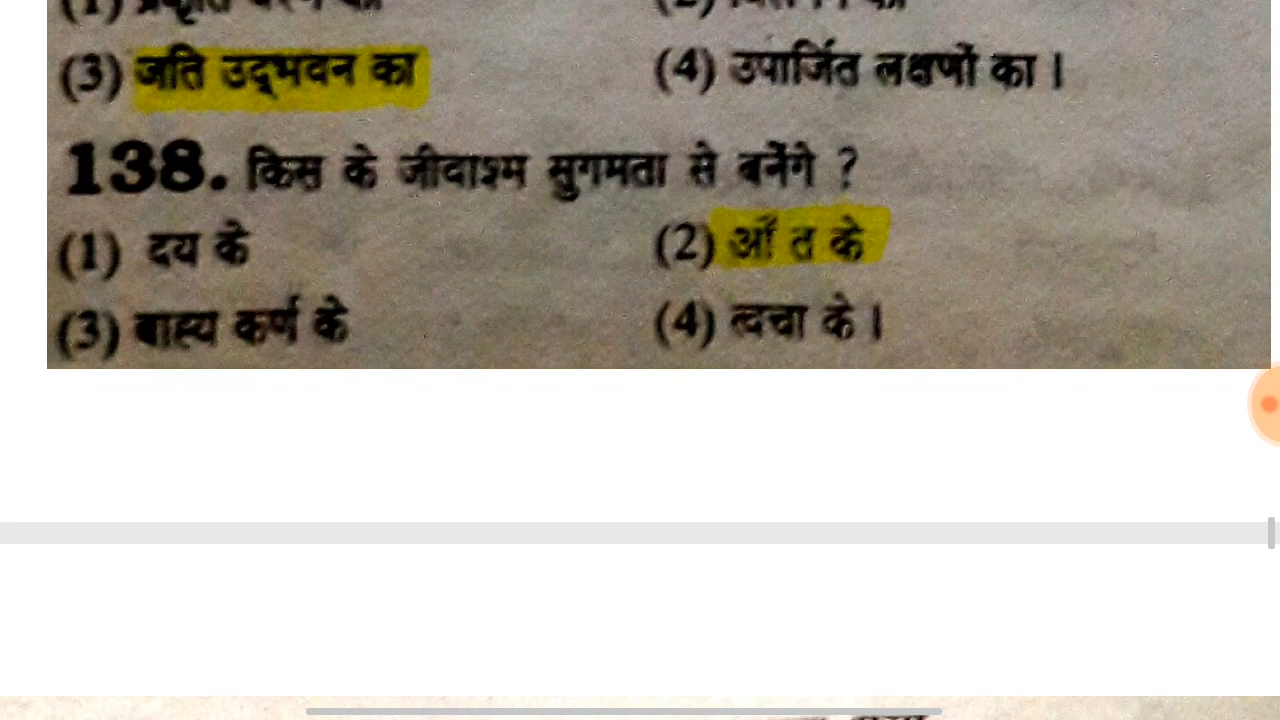 (3) जाति उद्भवन का (4) उपार्जित लक्षणों का।
138. किस के जीवाश्म सुगमता से बनेंगे ?
(1) दय के (2) आँ त के
(3) बाह्य कर्ण के (4) त्वचा के।